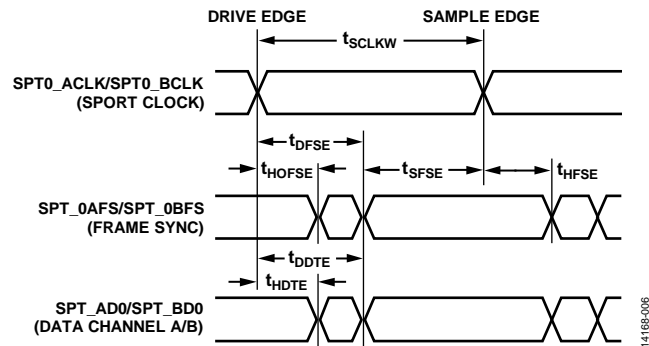 DRIVE EDGE
SAMPLE EDGE
tSCLKW
SPT0_ACLK/SPT0_BCLK
(SPORT CLOCK)
tDFSE
tHOFSE
tSFSE
tHFSE
SPT_0AFS/SPT_0BFS
(FRAME SYNC)
tDDTE
tHDTE
SPT_AD0/SPT_BD0
(DATA CHANNEL A/B)
14168-006